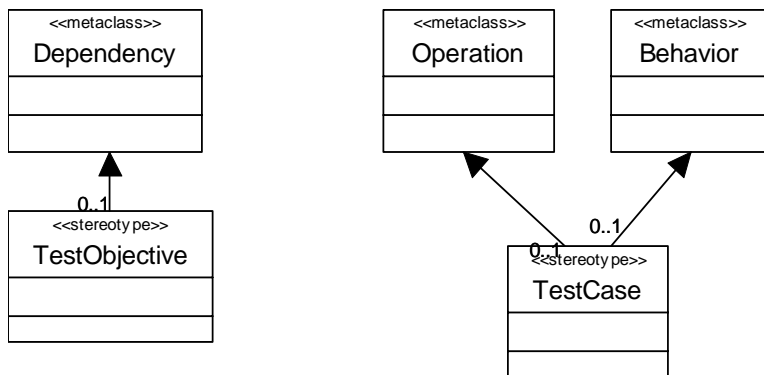 <<metaclass>>
Dependency
<<metaclass>>
Operation
<<metaclass>>
Behavior
0..1
<<stereotype>>
TestObjective
0..1
0..1
<<stereotype>>
TestCase